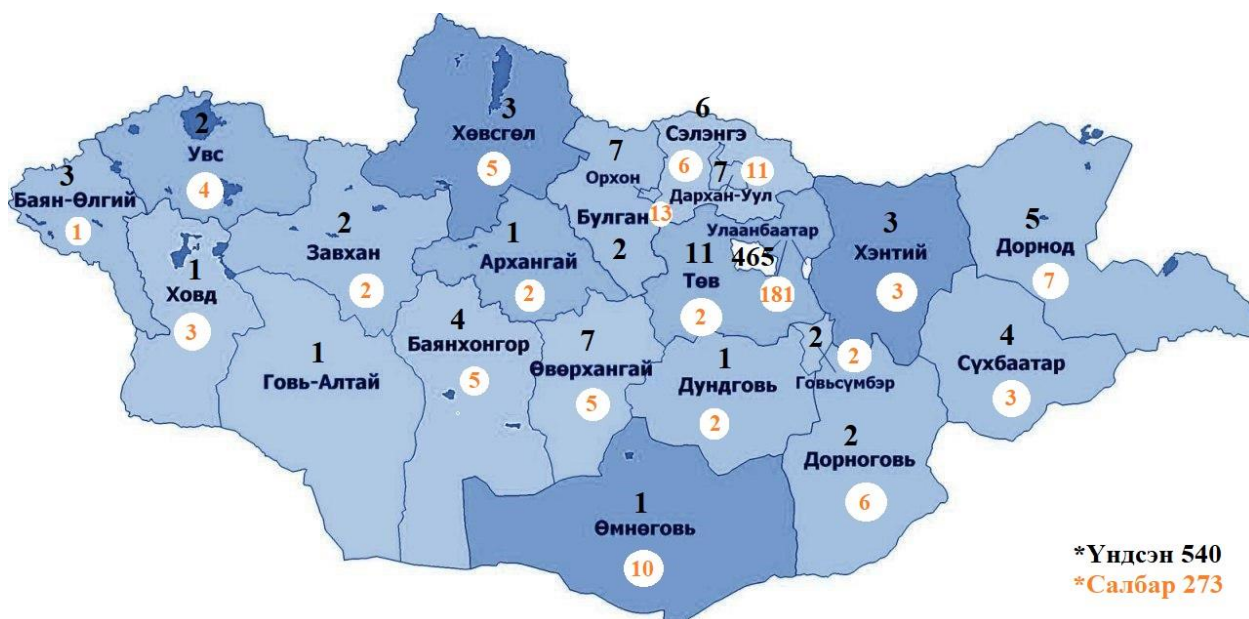 3
Хөвсгөл
5
2
Увс
4
3
Баян-Өлгий
1
1
Ховд
3
2
Завхан
2
1
Архангай
2
7
Орхон
13
Булган
2
6
Сэлэнгэ
6
7
11
Дархан-Уул
Улаанбаатар
465
181
11
Төв
2
3
Хэнтий
3
5
Дорнод
7
1
Говь-Алтай
4
Баянхонгор
5
7
Өвөрхангай
5
1
Дундговь
2
2
2
Говьсүмбэр
4
Сүхбаатар
3
2
Дорноговь
6
1
Өмнөговь
10
*Үндсэн 540
*Салбар 273